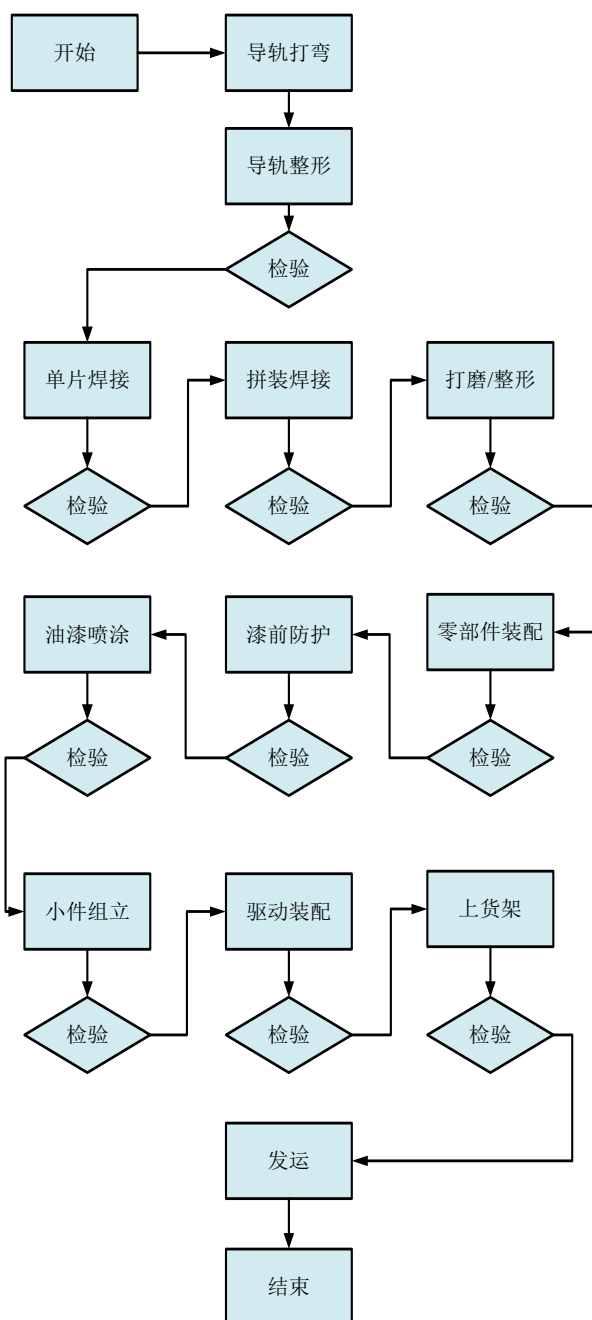 开始
导轨打弯
导轨整形
检验
单片焊接
拼装焊接
打磨/整形
检验
检验
检验
油漆喷涂
漆前防护
零部件装配
检验
检验
检验
小件组立
驱动装配
上货架
检验
检验
检验
发运
结束